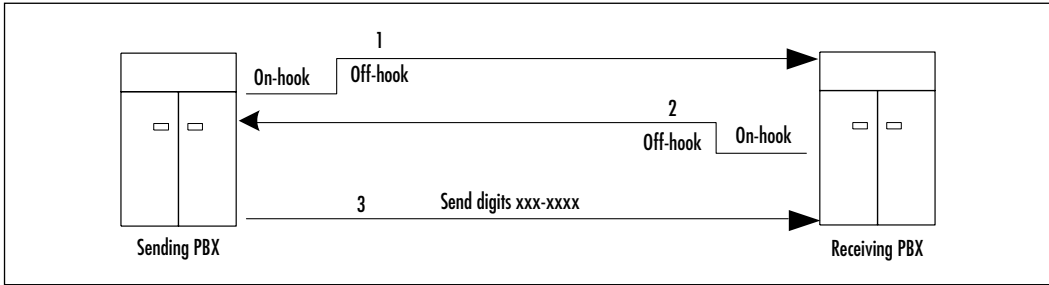 1
On-hook
Off-hook
2
Off-hook
On-hook
3
Send digits xxx-xxxx
Sending PBX
Receiving PBX